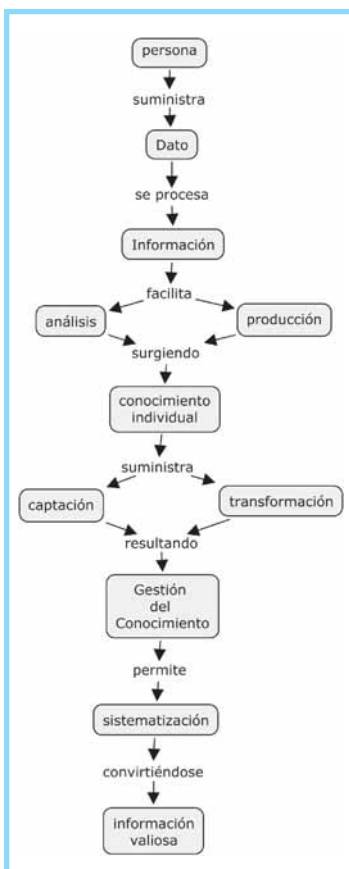 persona
suministra
Dato
se procesa
Información
facilita
análisis
producción
surgiendo
conocimiento
individual
suministra
captación
transformación
resultando
Gestión
del
Conocimiento
permite
sistematización
convirtiéndose
información
valiosa